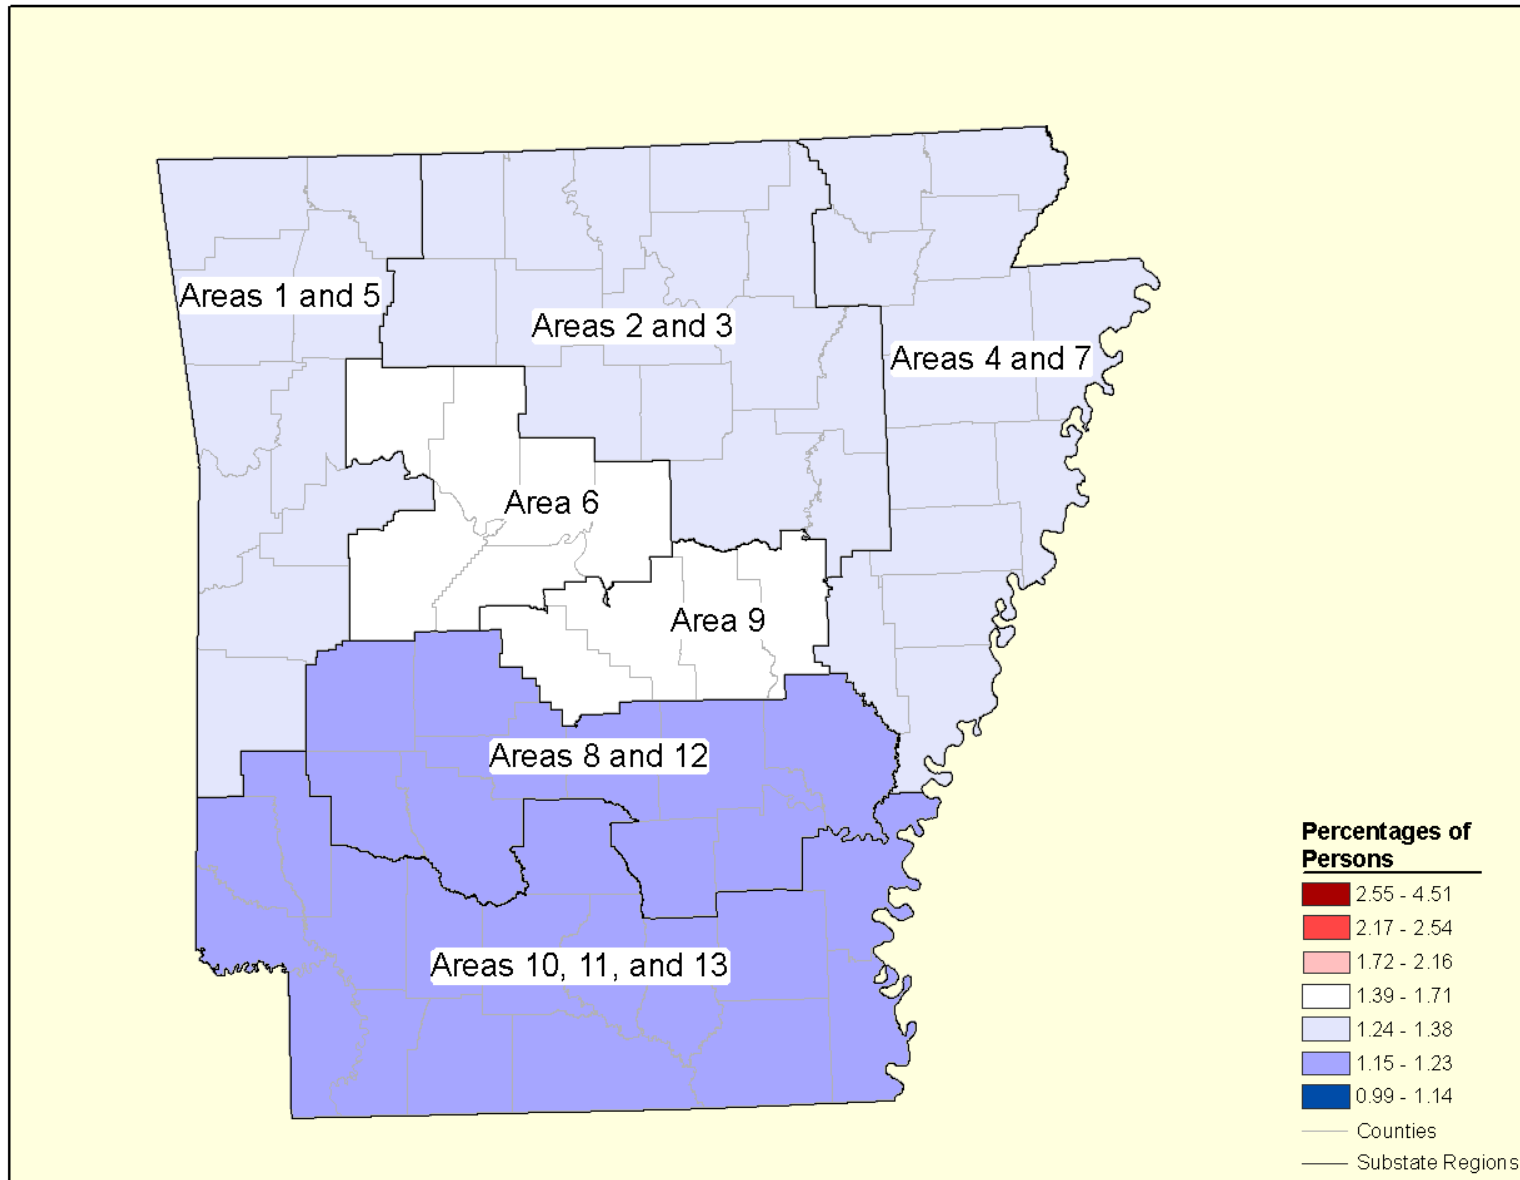 Areas 1 and 5
Areas 2 and 3
Areas 4 and 7
Area 6
Area 9
Areas 8 and 12
Areas 10, 11, and 13
Percentages of
Persons
2.55 - 4.51
2.17 - 2.54
1.72 - 2.16
1.39 - 1.71
1.24 - 1.38
1.15 - 1.23
0.99 - 1.14
Counties
Substate Regions